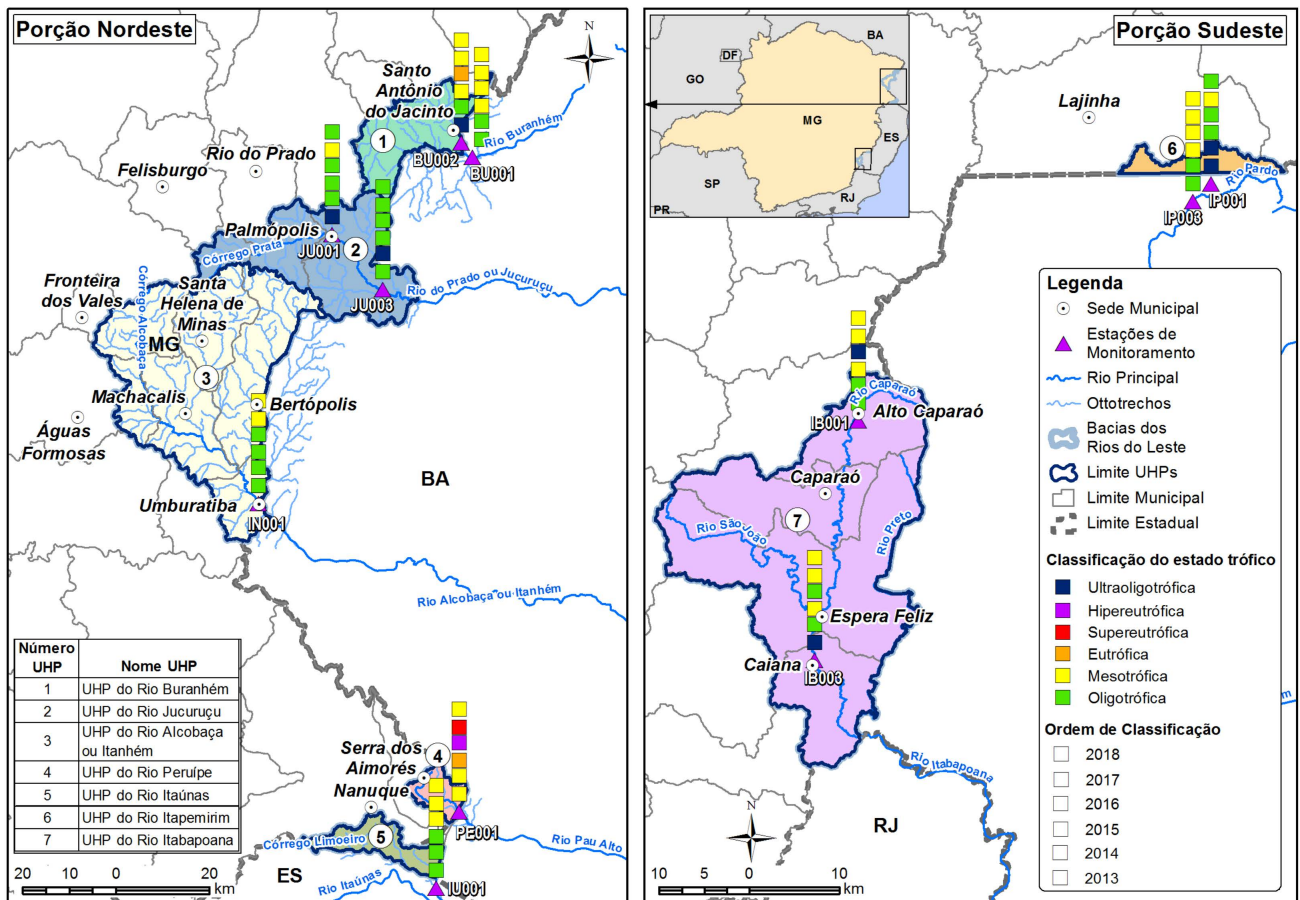 Porção Nordeste
N
Santo
Antônio
do Jacinto
1
BU002
BU001
Rio Buranhém
Rio do Prado
Felisburgo
Palmópolis
JU001
2
Córrego Prata
JU003
Rio do Prado ou Jucuruçu
Fronteira
dos Vales
Córrego Alcobaça
Santa
Helena de
Minas
MG
3
Machacalis
Bertópolis
Águas
Formosas
Umburatiba
IN001
BA
Rio Alcobaça ou Itanhém
Número
UHP
Nome UHP
1 UHP do Rio Buranhém
2 UHP do Rio Jucuruçu
3 UHP do Rio Alcobaça
ou Itanhém
4 UHP do Rio Peruípe
5 UHP do Rio Itaúnas
6 UHP do Rio Itapemirim
7 UHP do Rio Itabapoana
Serra dos
Aimorés
4
Nanuque
PE001
Córrego Limoeiro
5
Rio Pau Alto
ES
Rio Itaúnas
IU001
20 10 0 20
km
Porção Sudeste
BA
DF
GO
MG
ES
SP
RJ
PR
Lajinha
6
Rio Pardo
IP001
IP003
Rio Caparaó
IB001
Alto Caparaó
Caparaó
7
Rio São João
Rio Preto
Espera Feliz
Caiana
IB003
Rio Itabapoana
N
RJ
10 5 0 10
km
Legenda
Sede Municipal
Estações de
Monitoramento
Rio Principal
Ottotrechos
Bacias dos
Rios do Leste
Limite UHPs
Limite Municipal
Limite Estadual
Classificação do estado trófico
Ultraoligotrófica
Hipereutrófica
Supereutrófica
Eutrófica
Mesotrófica
Oligotrófica
Ordem de Classificação
2018
2017
2016
2015
2014
2013